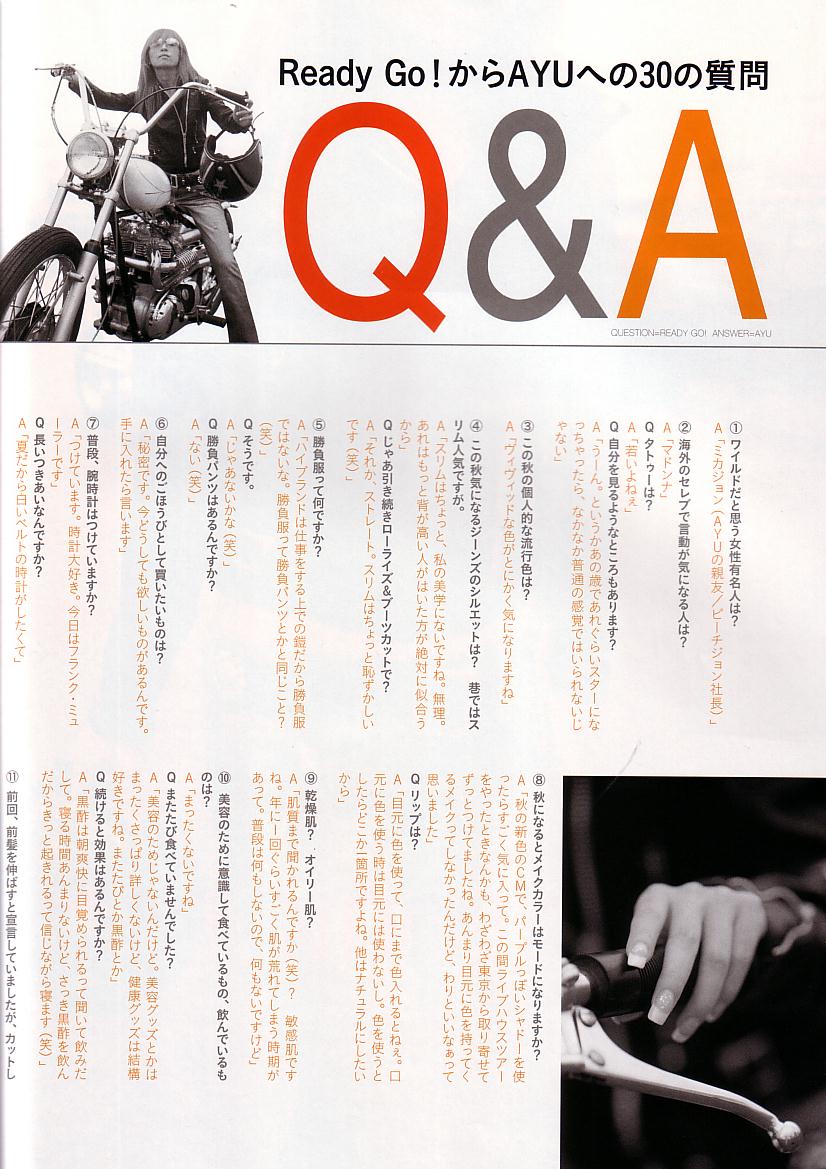 Ready Go!からAYUへの30の質問
Q&A
QUESTION=READY GO! ANSWER=AYU
① ワイルドだと思う女性有名人は?
A「ミカジョン(AYUの親友/ピーチジョン社長)」
② 海外のセレブで言動が気になる人は?
A「マドンナ」
Q タトゥーは?
A「若いよねぇ」
Q 自分を見るようなところもあります?
A「うーん。というかあの歳であれぐらいスターにな
っちゃったら、なかなか普通の感覚ではいられないじ
ゃない」
③ この秋の個人的な流行色は?
A「ヴィヴィッドな色がとにかく気になりますね」
④ この秋気になるジーンズのシルエットは? 巷ではス
リム人気ですが。
A「スリムはちょっと、私の美学にないですね。無理。
あれはもっと背が高い人がはいた方が絶対に似合う
から」
Q じゃあ引き続きローライズ&ブーツカットで?
A「それか、ストレート。スリムはちょっと恥ずかしい
です(笑)」
⑤ 勝負服って何ですか?
A「ハイブランドは仕事をする上での鎧だから勝負服
ではないな。勝負服って勝負パンツとかと同じこと?
(笑)」
Q そうです。
A「じゃあないかな(笑)」
Q 勝負パンツはあるんですか?
A「ない(笑)」
⑥ 自分へのごほうびとして買いたいものは?
A「秘密です。今どうしても欲しいものがあるんです。
手に入れたら言います」
⑦ 普段、腕時計はつけていますか?
A「つけています。時計大好き。今日はフランク・ミュ
ーラーです」
Q 長いつきあいなんですか?
A「夏だから白いベルトの時計がしたくて」
⑧ 秋になるとメイクカラーはモードになりますか?
A「秋の新色のCMで、パープルっぽいシャドーを使
ったらすごく気に入って。この間ライブハウスツアー
をやったときなんかも、わざわざ東京から取り寄せて
ずっとつけてましたね。あんまり目元に色を持ってく
るメイクってしなかったんだけど、わりといいなぁって
思いました」
Q リップは?
A「目元に色を使って、口にまで色入れるとねぇ。口
元に色を使う時は目元には使わないし。色を使うと
したらどこか一箇所ですよね。他はナチュラルにしたい
から」
⑨ 乾燥肌? オイリー肌?
A「肌質まで聞かれるんですか(笑)? 敏感肌です
ね。年に一回ぐらいすごく肌が荒れてしまう時期が
あって。普段は何もしないので、何もないですけど」
⑩ 美容のために意識して食べているもの、飲んでいるも
のは?
A「まったくないですね」
Q またたび食べていませんでした?
A「美容のためじゃないんだけど。美容グッズとかは
まったくさっぱり詳しくないけど、健康グッズは結構
好きですね。またたびとか黒酢とか」
Q 続けると効果はあるんですか?
A「黒酢は朝爽快に目覚められるって聞いて飲みだ
して。寝る時間あんまりないけど、さっき黒酢を飲ん
だからきっと起きれるって信じながら寝ます(笑)」
⑪ 前回、前髪を伸ばすと宣言していましたが、カットし